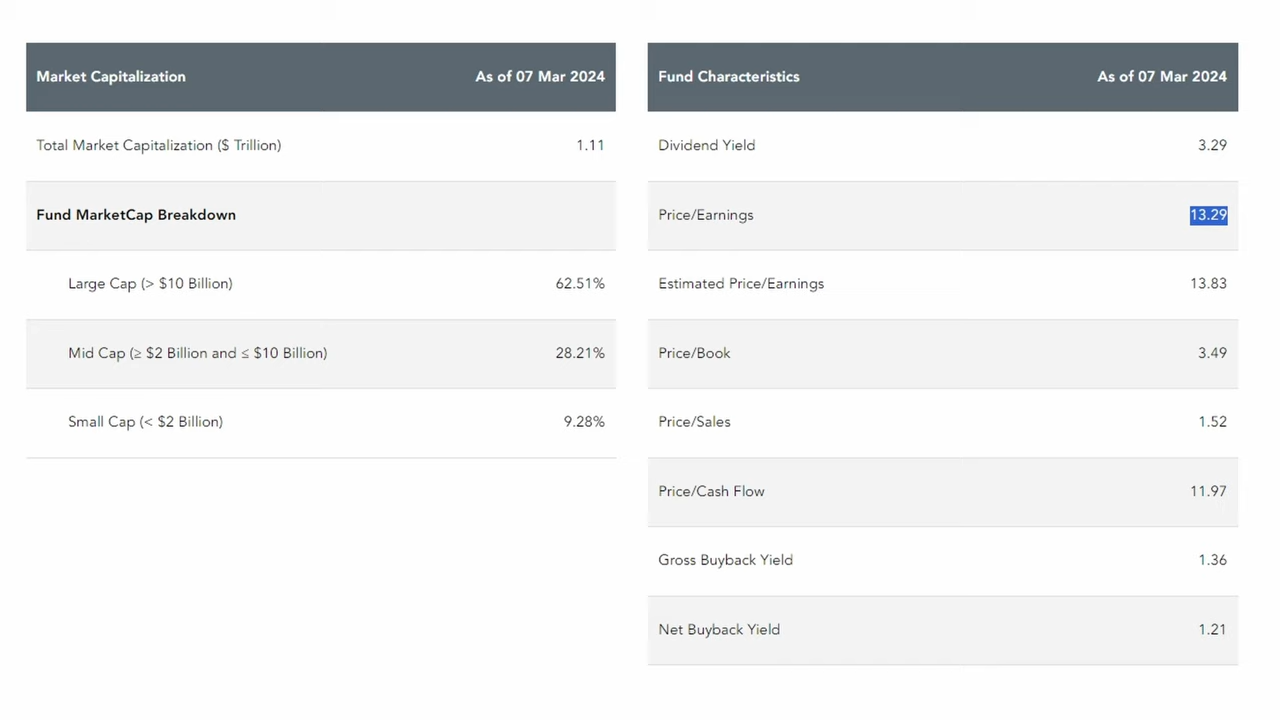 Market Capitalization As of 07 Mar 2024
Total Market Capitalization ($ Trillion) 1.11
Fund MarketCap Breakdown
Large Cap (> $10 Billion) 62.51%
Mid Cap (≥ $2 Billion and ≤ $10 Billion) 28.21%
Small Cap (< $2 Billion) 9.28%
Fund Characteristics As of 07 Mar 2024
Dividend Yield 3.29
Price/Earnings 13.29
Estimated Price/Earnings 13.83
Price/Book 3.49
Price/Sales 1.52
Price/Cash Flow 11.97
Gross Buyback Yield 1.36
Net Buyback Yield 1.21